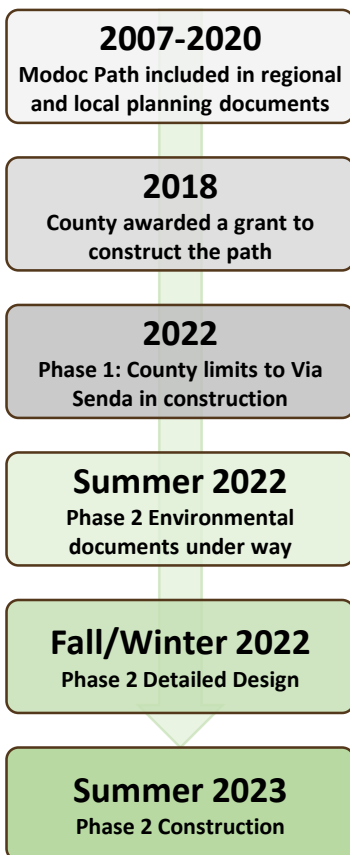 2007-2020
Modoc Path included in regional
and local planning documents
2018
County awarded a grant to
construct the path
2022
Phase 1: County limits to Via
Senda in construction
Summer 2022
Phase 2 Environmental
documents under way
Fall/Winter 2022
Phase 2 Detailed Design
Summer 2023
Phase 2 Construction